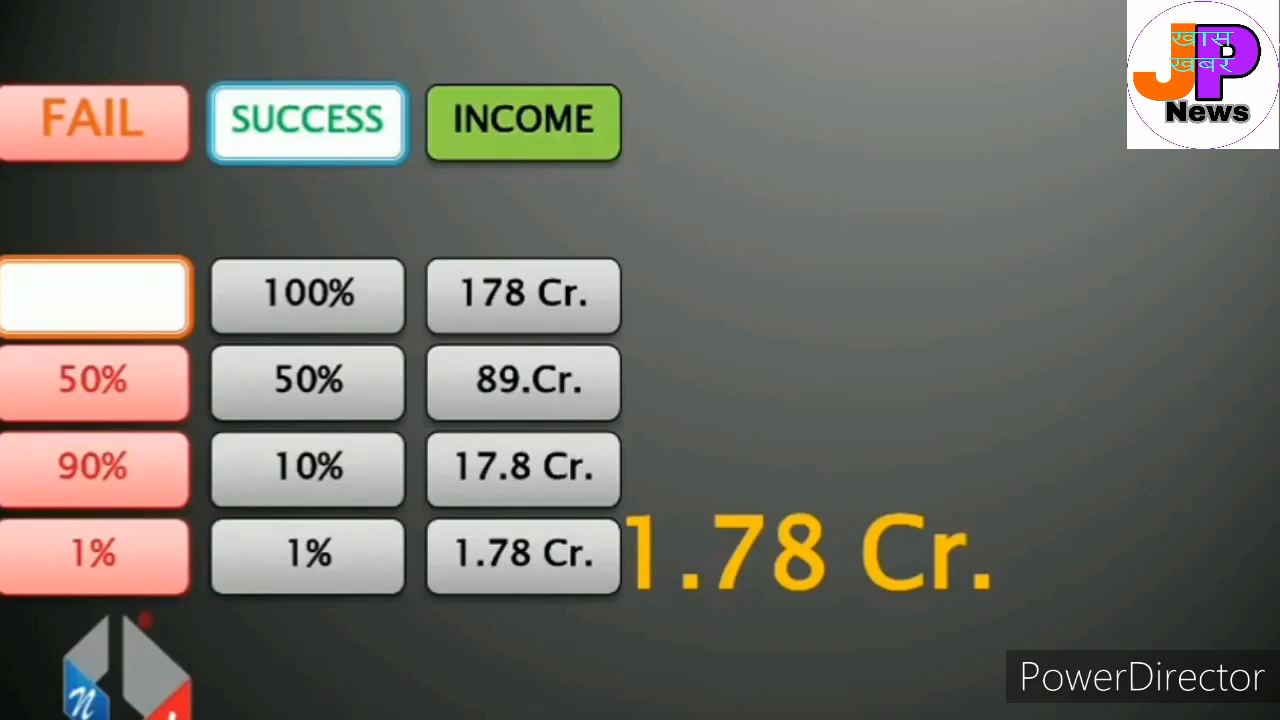 खास
खबर
JP
News
FAIL SUCCESS INCOME
100% 178 Cr.
50% 50% 89.Cr.
90% 10% 17.8 Cr.
1% 1% 1.78 Cr. 1.78 Cr.
n
PowerDirector